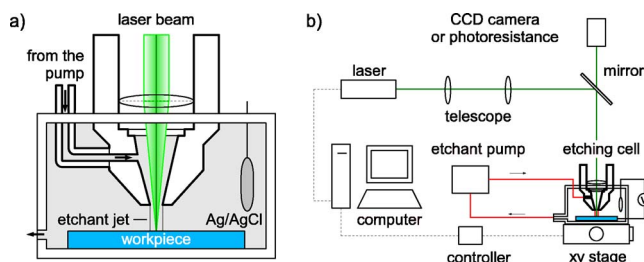 a)
laser beam
from the
pump
etchant jet
Ag/AgCl
workpiece
b)
CCD camera
or photoresistance
laser
mirror
telescope
etchant pump
etching cell
computer
V
controller
xy stage